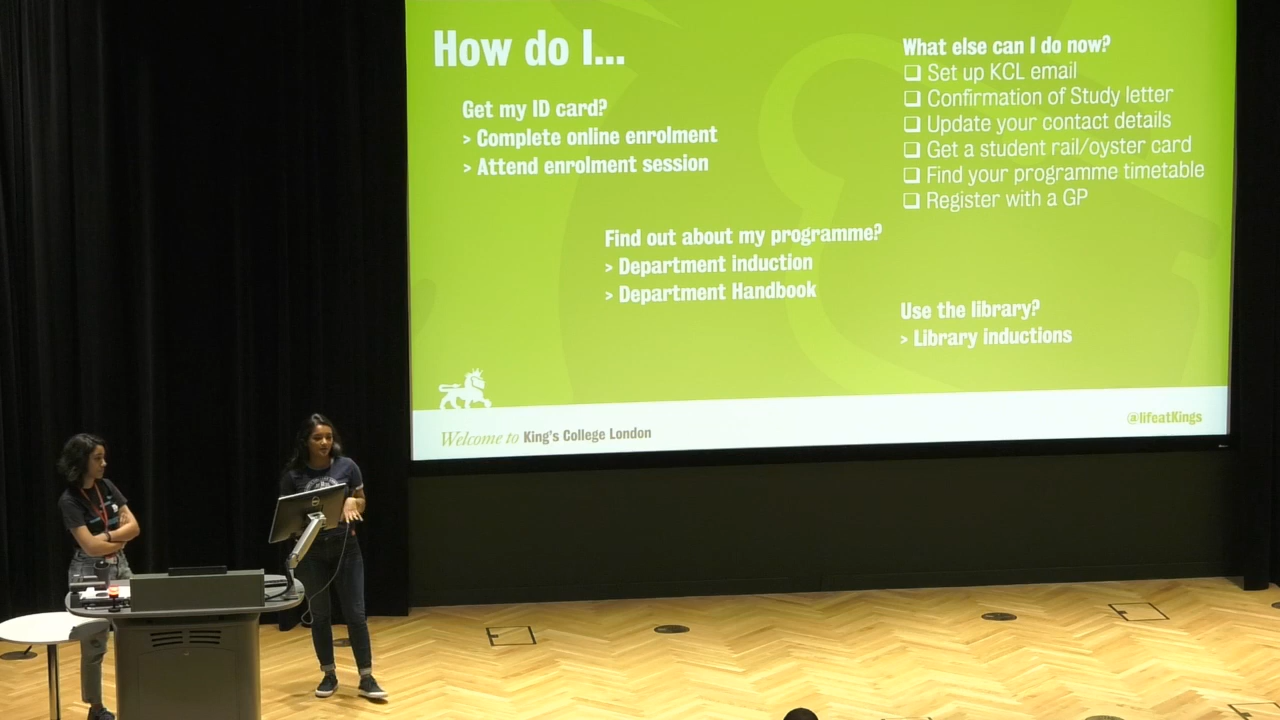 How do I...
Get my ID card?
> Complete online enrolment
> Attend enrolment session
Find out about my programme?
> Department induction
> Department Handbook
What else can I do now?
❑ Set up KCL email
❑ Confirmation of Study letter
❑ Update your contact details
❑ Get a student rail/oyster card
❑ Find your programme timetable
❑ Register with a GP
Use the library?
> Library inductions
Welcome to King's College London
@lifeatKings